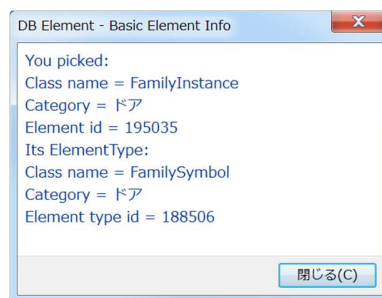 DB Element - Basic Element Info
You picked:
Class name = FamilyInstance
Category = ドア
Element id = 195035
Its ElementType:
Class name = FamilySymbol
Category = ドア
Element type id = 188506
閉じる(C)